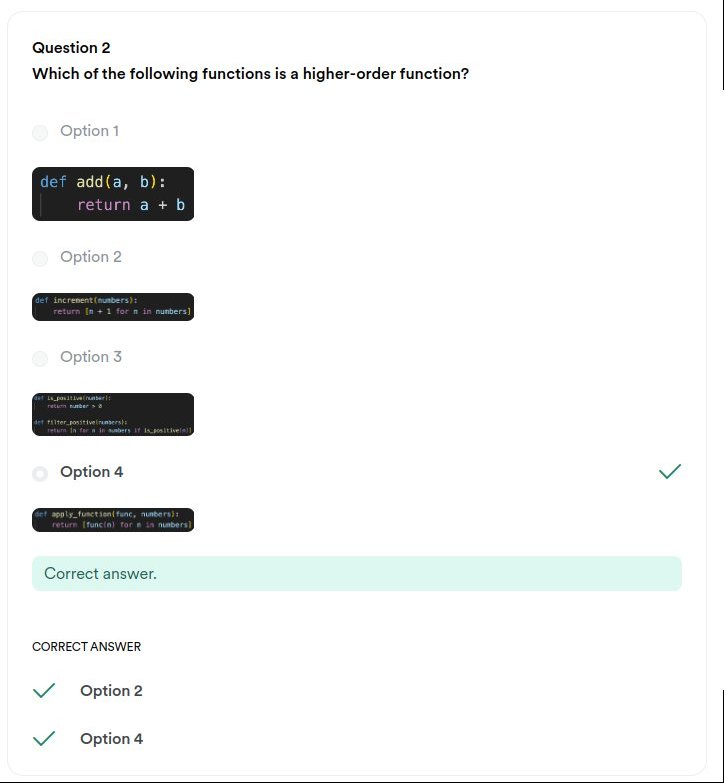 Question 2
Which of the following functions is a higher-order function?
Option 1
def add(a, b):
return a + b
Option 2
def increment(numbers):
return [n + 1 for n in numbers]
Option 3
def is_positive(number):
return number > 0
def filter_positive(numbers):
return [n for n in numbers if is_positive(n)]
Option 4
def apply_function(func, numbers):
return [func(n) for n in numbers]
Correct answer.
CORRECT ANSWER
Option 2
Option 4